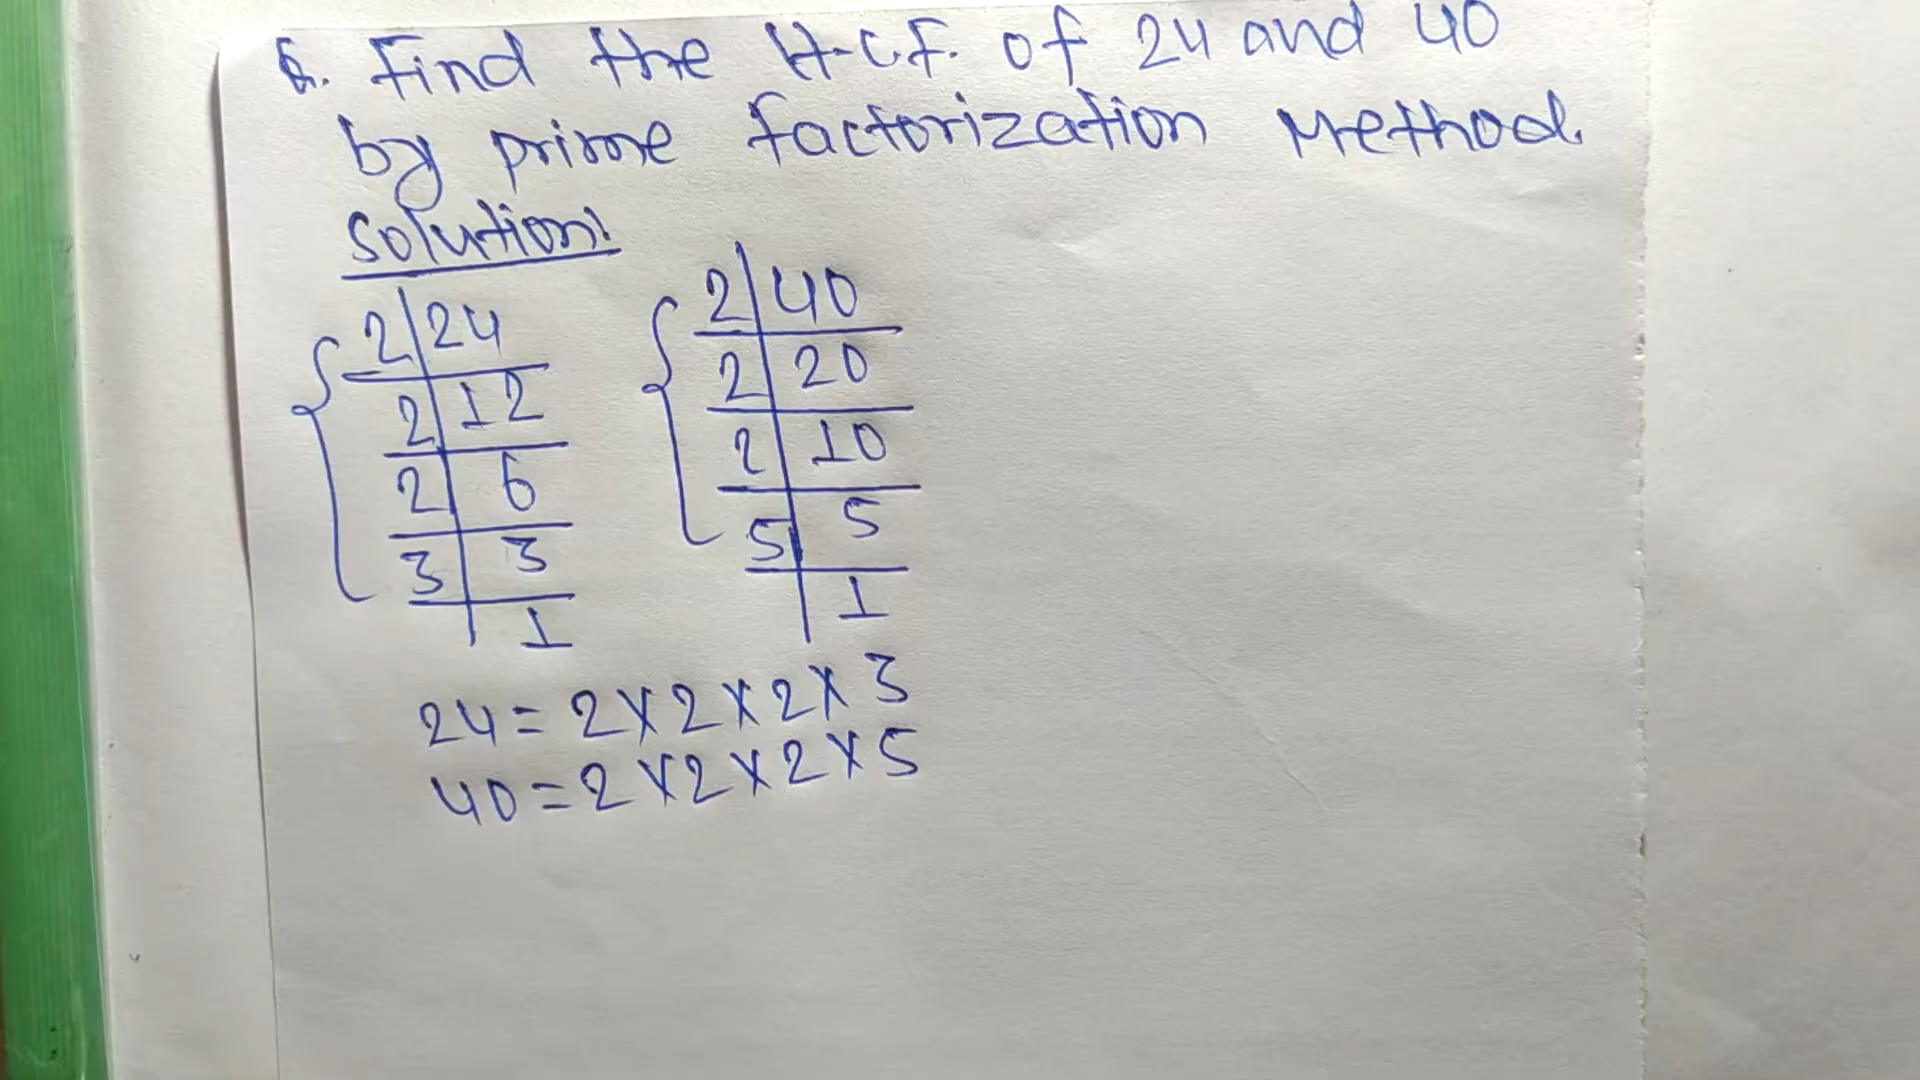 Q. Find the H.C.F. of 24 and 40
by prime factorization Method.
Solution:
2 | 24
2 | 12
2 | 6
3 | 3
1
2 | 40
2 | 20
2 | 10
5 | 5
1
24 = 2 X 2 X 2 X 3
40 = 2 X 2 X 2 X 5